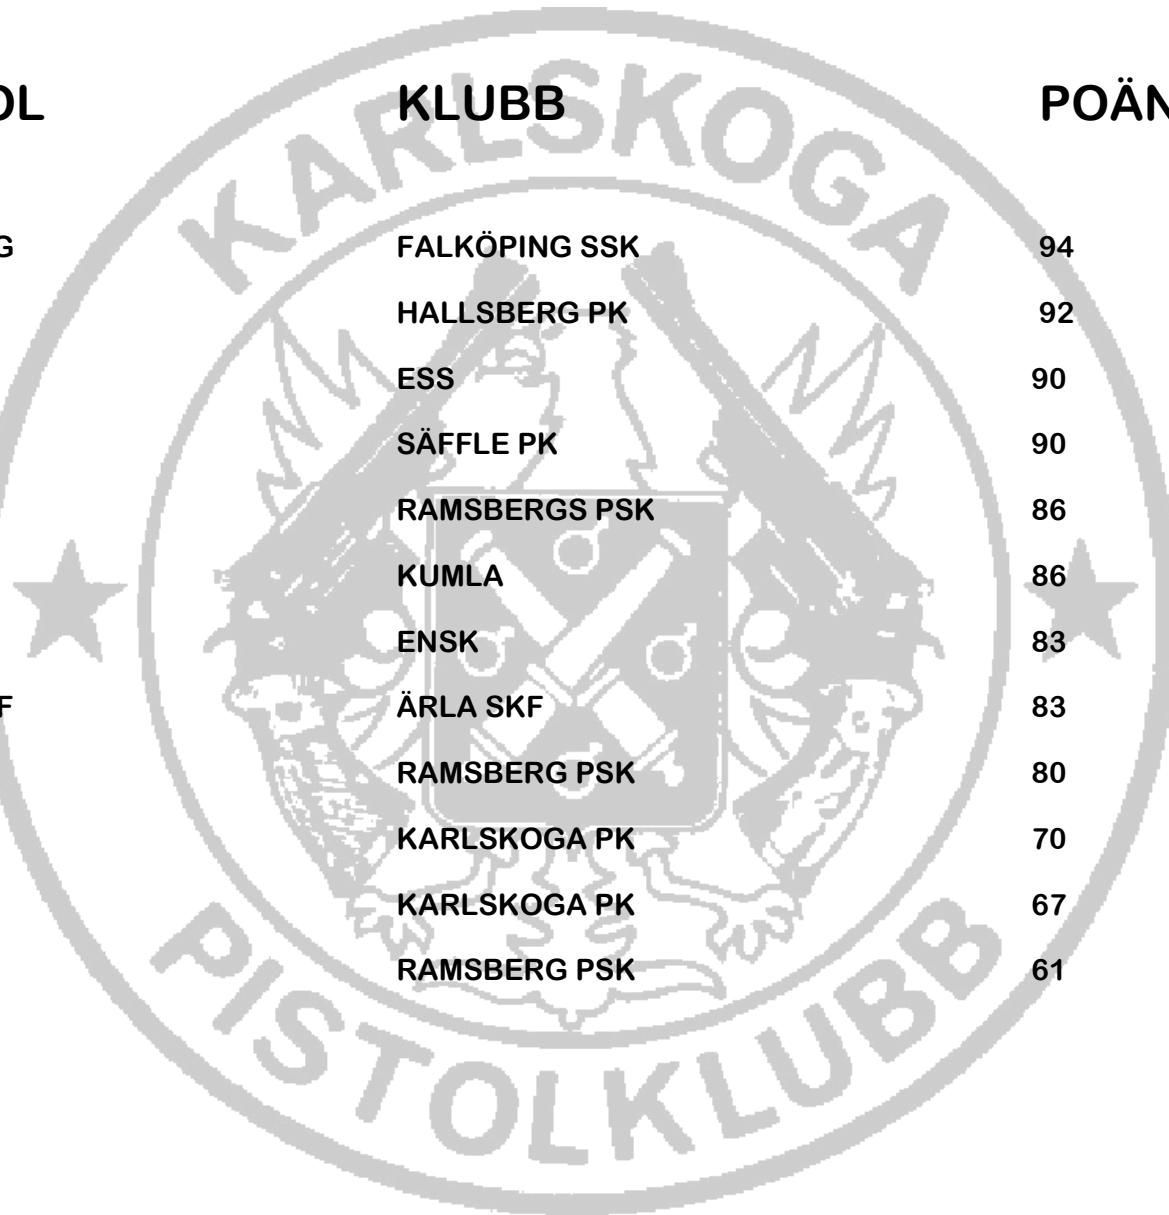 KARLSKOGA
OL KLUBB POÄN
G FALKÖPING SSK 94
HALLSBERG PK 92
ESS 90
SÄFFLE PK 90
RAMSBERGS PSK 86
KUMLA 86
ENSK 83
F ÄRLA SKF 83
RAMSBERG PSK 80
KARLSKOGA PK 70
KARLSKOGA PK 67
RAMSBERG PSK 61
PISTOLKLUBB